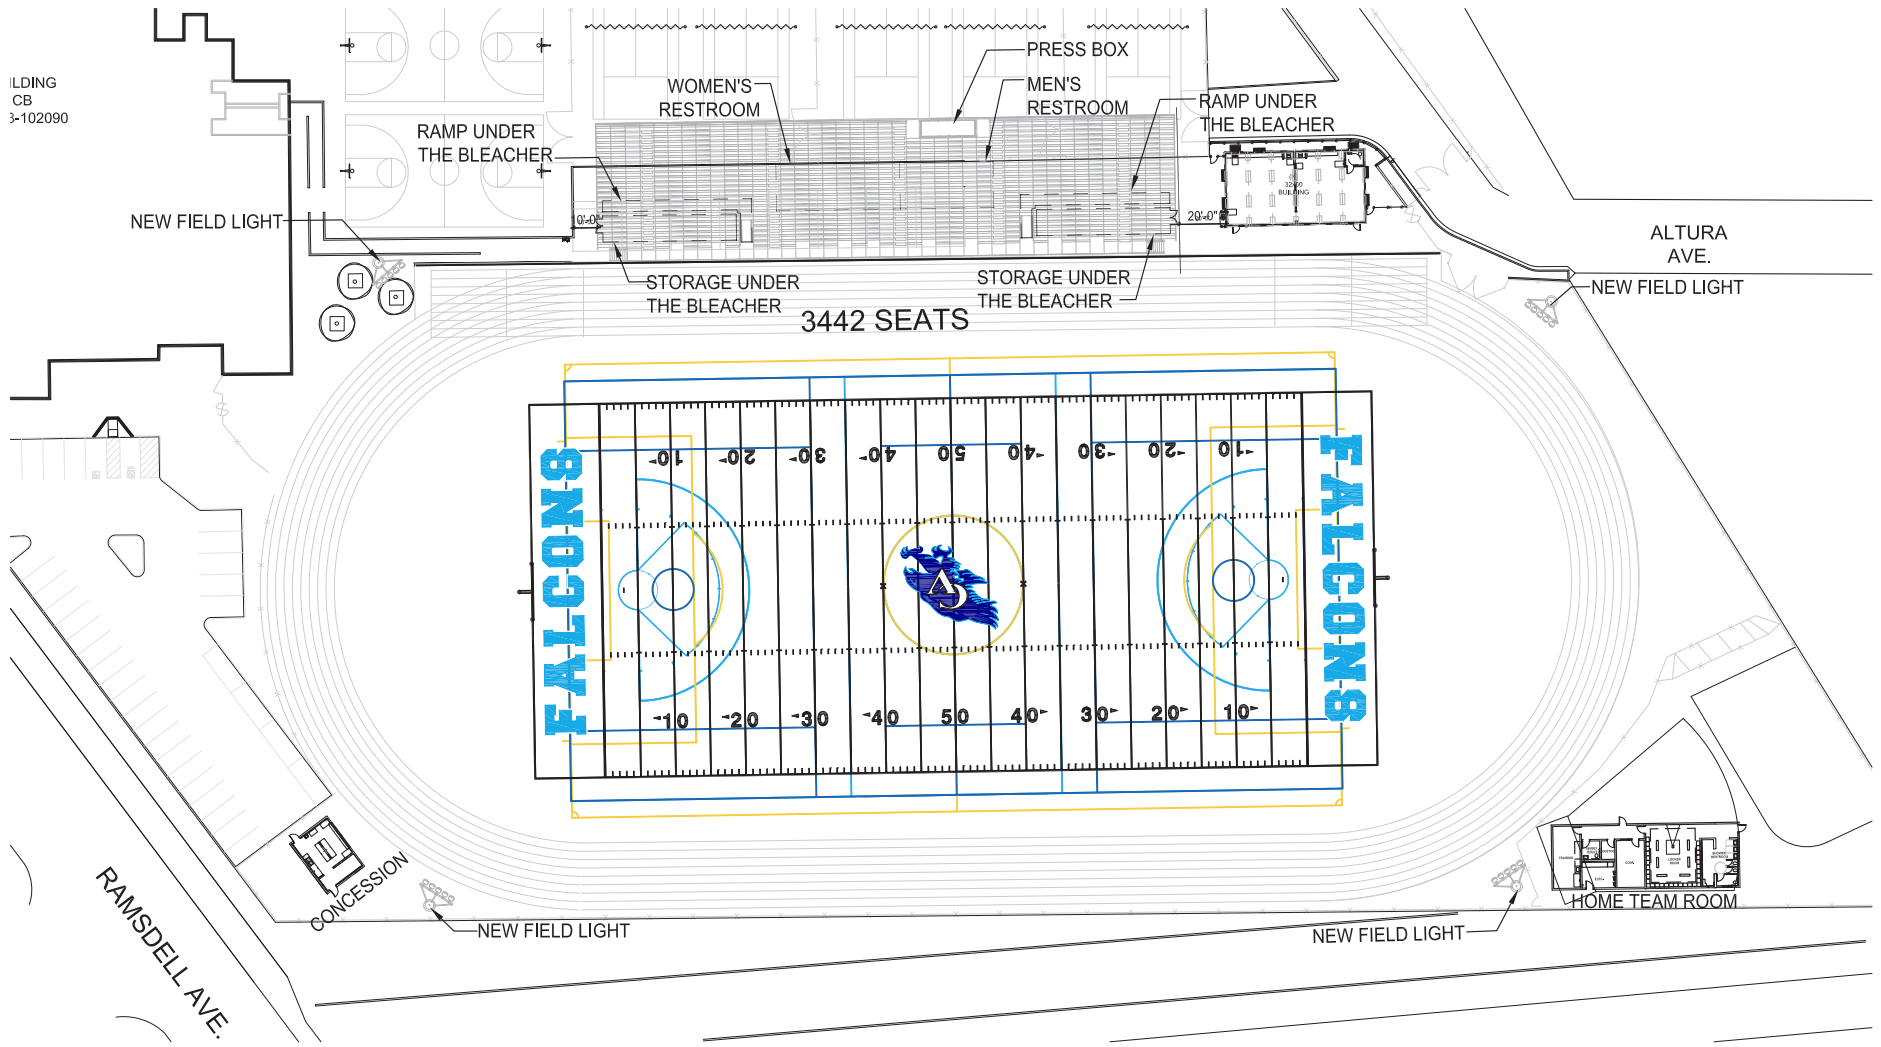 ILDING
CB
3-102090
PRESS BOX
WOMEN'S
RESTROOM
MEN'S
RESTROOM
RAMP UNDER
THE BLEACHER
RAMP UNDER
THE BLEACHER
BUILDING
NEW FIELD LIGHT
20'-0"
ALTURA
AVE.
STORAGE UNDER
THE BLEACHER
STORAGE UNDER
THE BLEACHER
NEW FIELD LIGHT
3442 SEATS
10 20 30 40 50 40 30 20 10
FALCONS
FALCONS
AC
10 20 30 40 50 40 30 20 10
CONCESSION
HOME TEAM ROOM
NEW FIELD LIGHT
NEW FIELD LIGHT
RAMSDELL AVE.